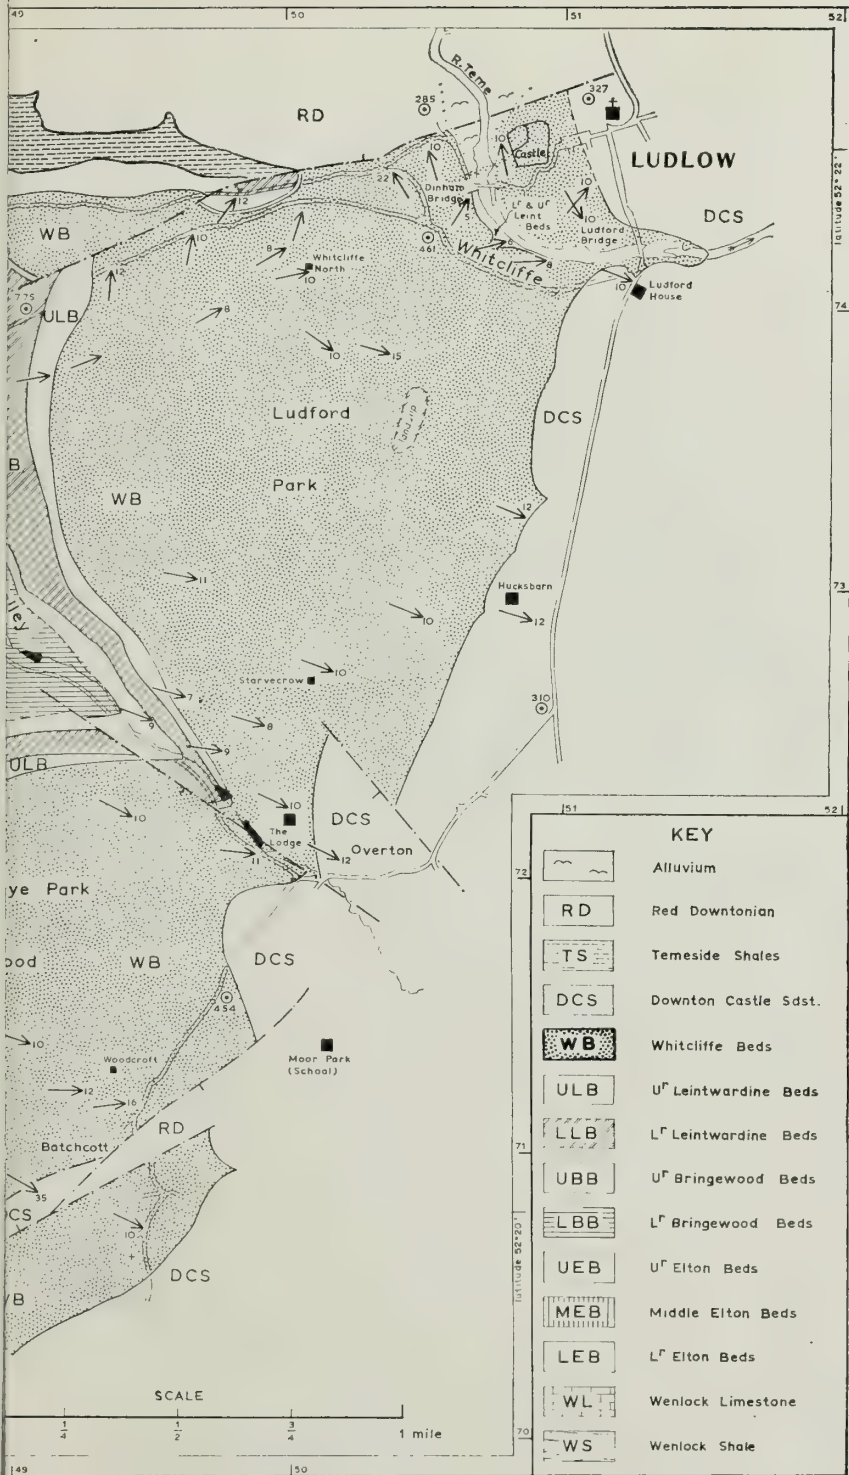 49 50 51 52
R. Teme
285
327
RD
10
10
Castle
LUDLOW
latitude 52° 22'
22
Dinham
Bridge
5
Lr & Ur
Leint
Beds
10
10
Ludford
Bridge
DCS
12
WB
10
461
Whitcliffe
6
8
8
Whitcliffe
North
10
12
10
Ludford
House
775
74
ULB
8
10
15
Slip
Ludford
DCS
B.
Park
WB
12
11
Hucksbarn
73
10
12
lley
Starvecrow
10
7
310
9
8
9
ULB
10
10
DCS
The
Lodge
Overton
11
12
72
ye Park
ood
WB
DCS
454
10
Woodcroft
Moor Park
(School)
12
16
RD
Batchcott
71
35
CS
10
latitude 52° 20'
DCS
/B
SCALE
1/4 1/2 3/4 1 mile
70
49 50
51 52
KEY
Alluvium
RD Red Downtonian
TS Temeside Shales
DCS Downton Castle Sdst.
WB Whitcliffe Beds
ULB Ur Leintwardine Beds
LLB Lr Leintwardine Beds
UBB Ur Bringewood Beds
LBB Lr Bringewood Beds
UEB Ur Elton Beds
MEB Middle Elton Beds
LEB Lr Elton Beds
WL Wenlock Limestone
WS Wenlock Shale